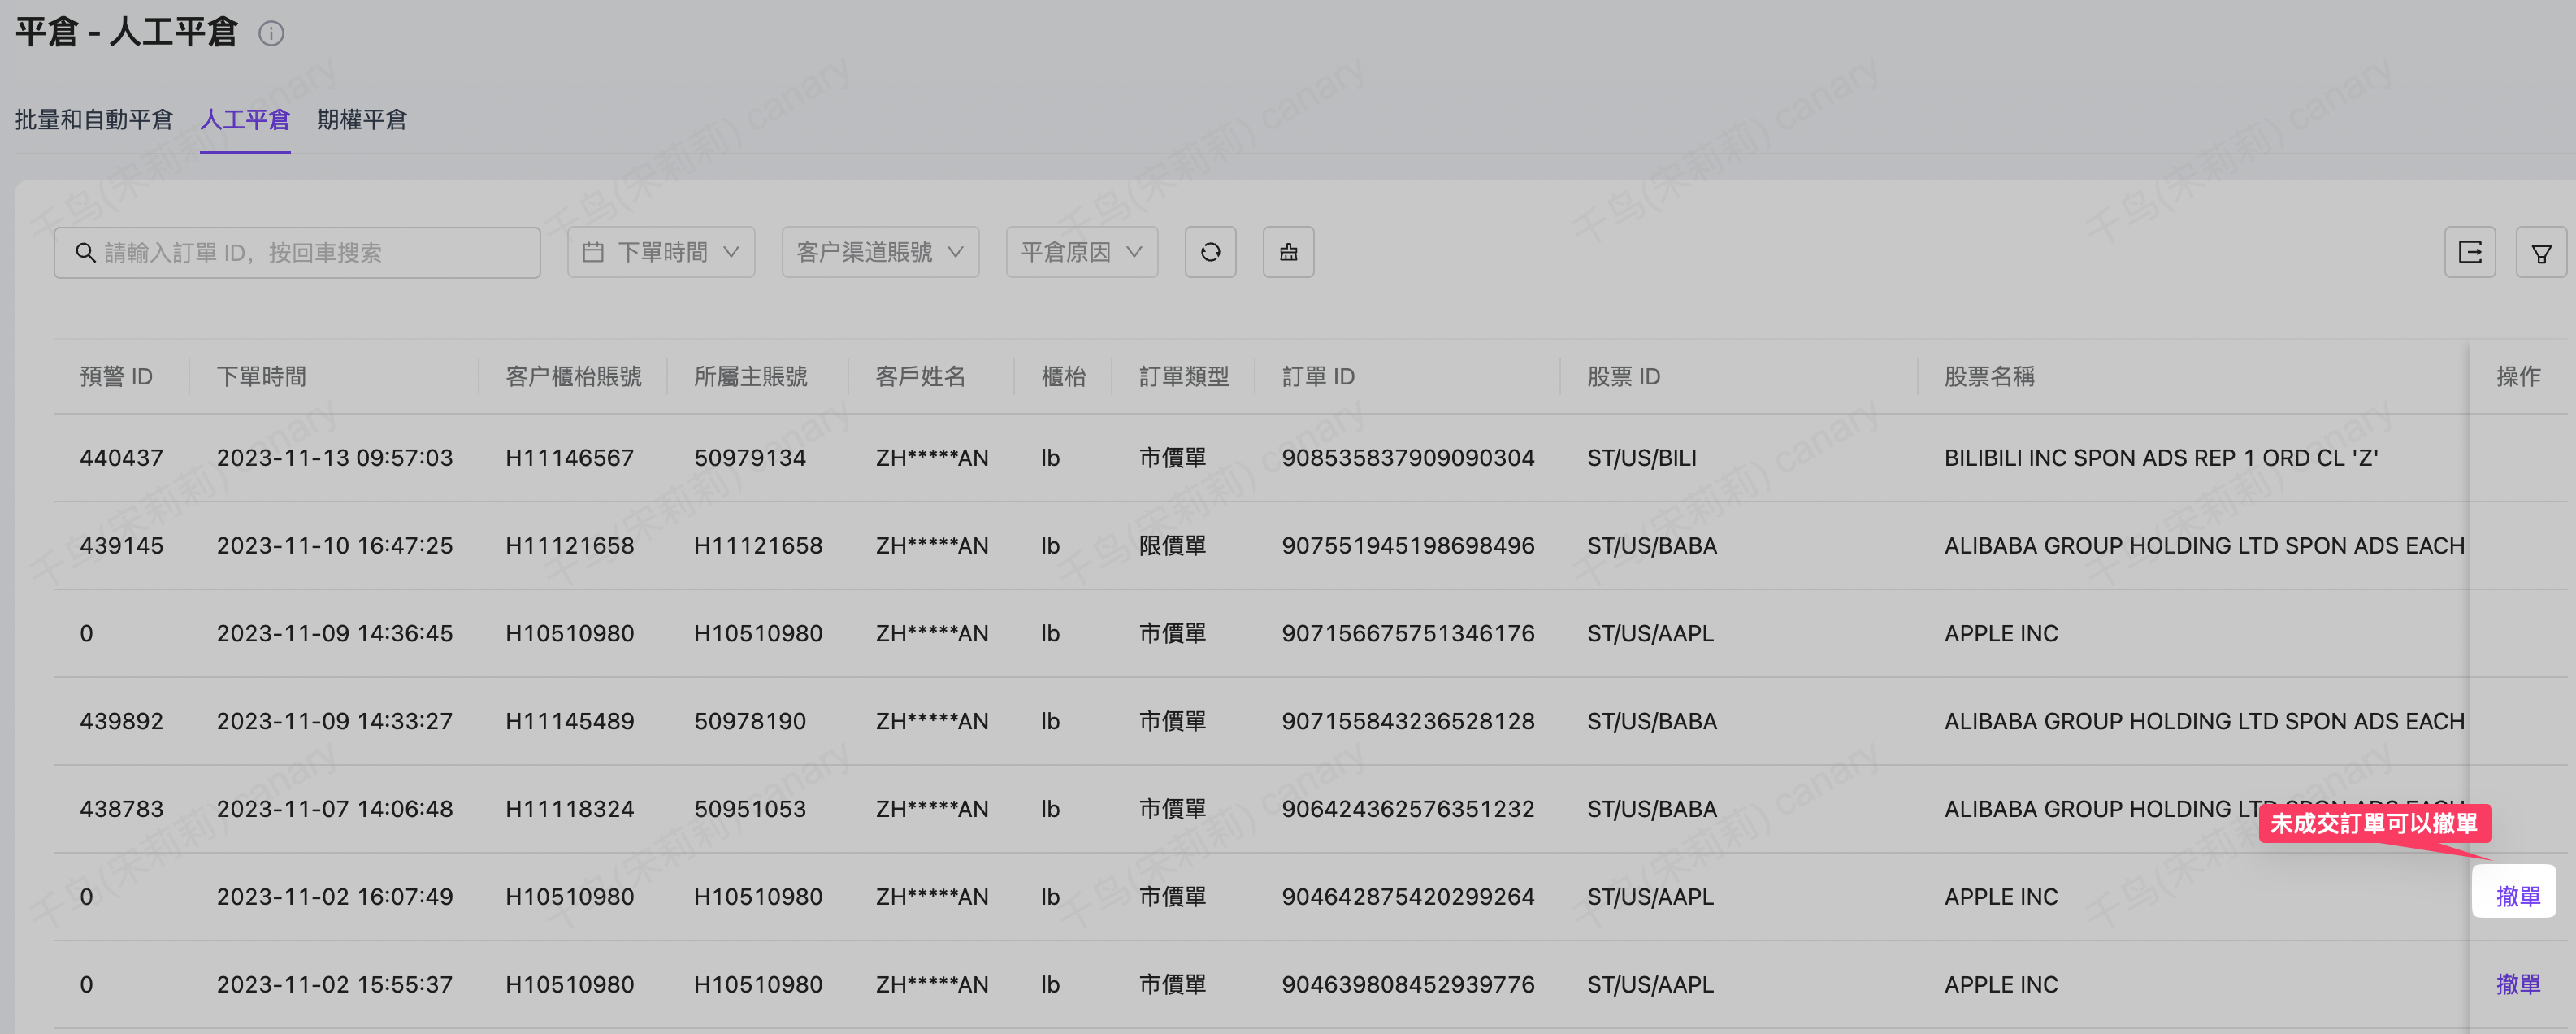 平倉 - 人工平倉
批量和自動平倉 人工平倉 期權平倉
請輸入訂單 ID，按回車搜索 下單時間 客户渠道賬號 平倉原因
預警 ID 下單時間 客户櫃枱賬號 所屬主賬號 客戶姓名 櫃枱 訂單類型 訂單 ID 股票 ID 股票名稱 操作
440437 2023-11-13 09:57:03 H11146567 50979134 ZH*****AN lb 市價單 908535837909090304 ST/US/BILI BILIBILI INC SPON ADS REP 1 ORD CL 'Z'
439145 2023-11-10 16:47:25 H11121658 H11121658 ZH*****AN lb 限價單 907551945198698496 ST/US/BABA ALIBABA GROUP HOLDING LTD SPON ADS EACH
0 2023-11-09 14:36:45 H10510980 H10510980 ZH*****AN lb 市價單 907156675751346176 ST/US/AAPL APPLE INC
439892 2023-11-09 14:33:27 H11145489 50978190 ZH*****AN lb 市價單 907155843236528128 ST/US/BABA ALIBABA GROUP HOLDING LTD SPON ADS EACH
438783 2023-11-07 14:06:48 H11118324 50951053 ZH*****AN lb 市價單 906424362576351232 ST/US/BABA ALIBABA GROUP HOLDING LTD SPON ADS EACH
未成交訂單可以撤單
0 2023-11-02 16:07:49 H10510980 H10510980 ZH*****AN lb 市價單 904642875420299264 ST/US/AAPL APPLE INC 撤單
0 2023-11-02 15:55:37 H10510980 H10510980 ZH*****AN lb 市價單 904639808452939776 ST/US/AAPL APPLE INC 撤單
千鸟(宋莉莉) canary